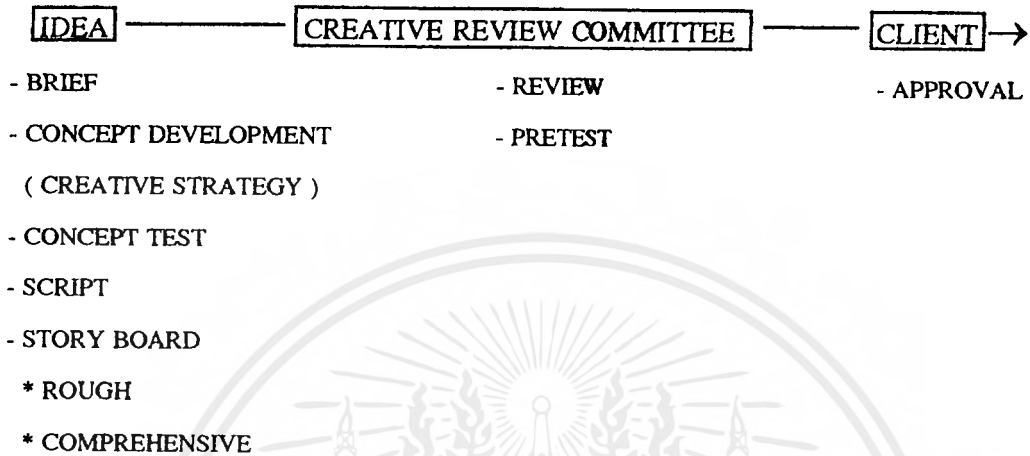 IDEA CREATIVE REVIEW COMMITTEE CLIENT
- BRIEF - REVIEW - APPROVAL
- CONCEPT DEVELOPMENT - PRETEST
( CREATIVE STRATEGY )
- CONCEPT TEST
- SCRIPT
- STORY BOARD
* ROUGH
* COMPREHENSIVE